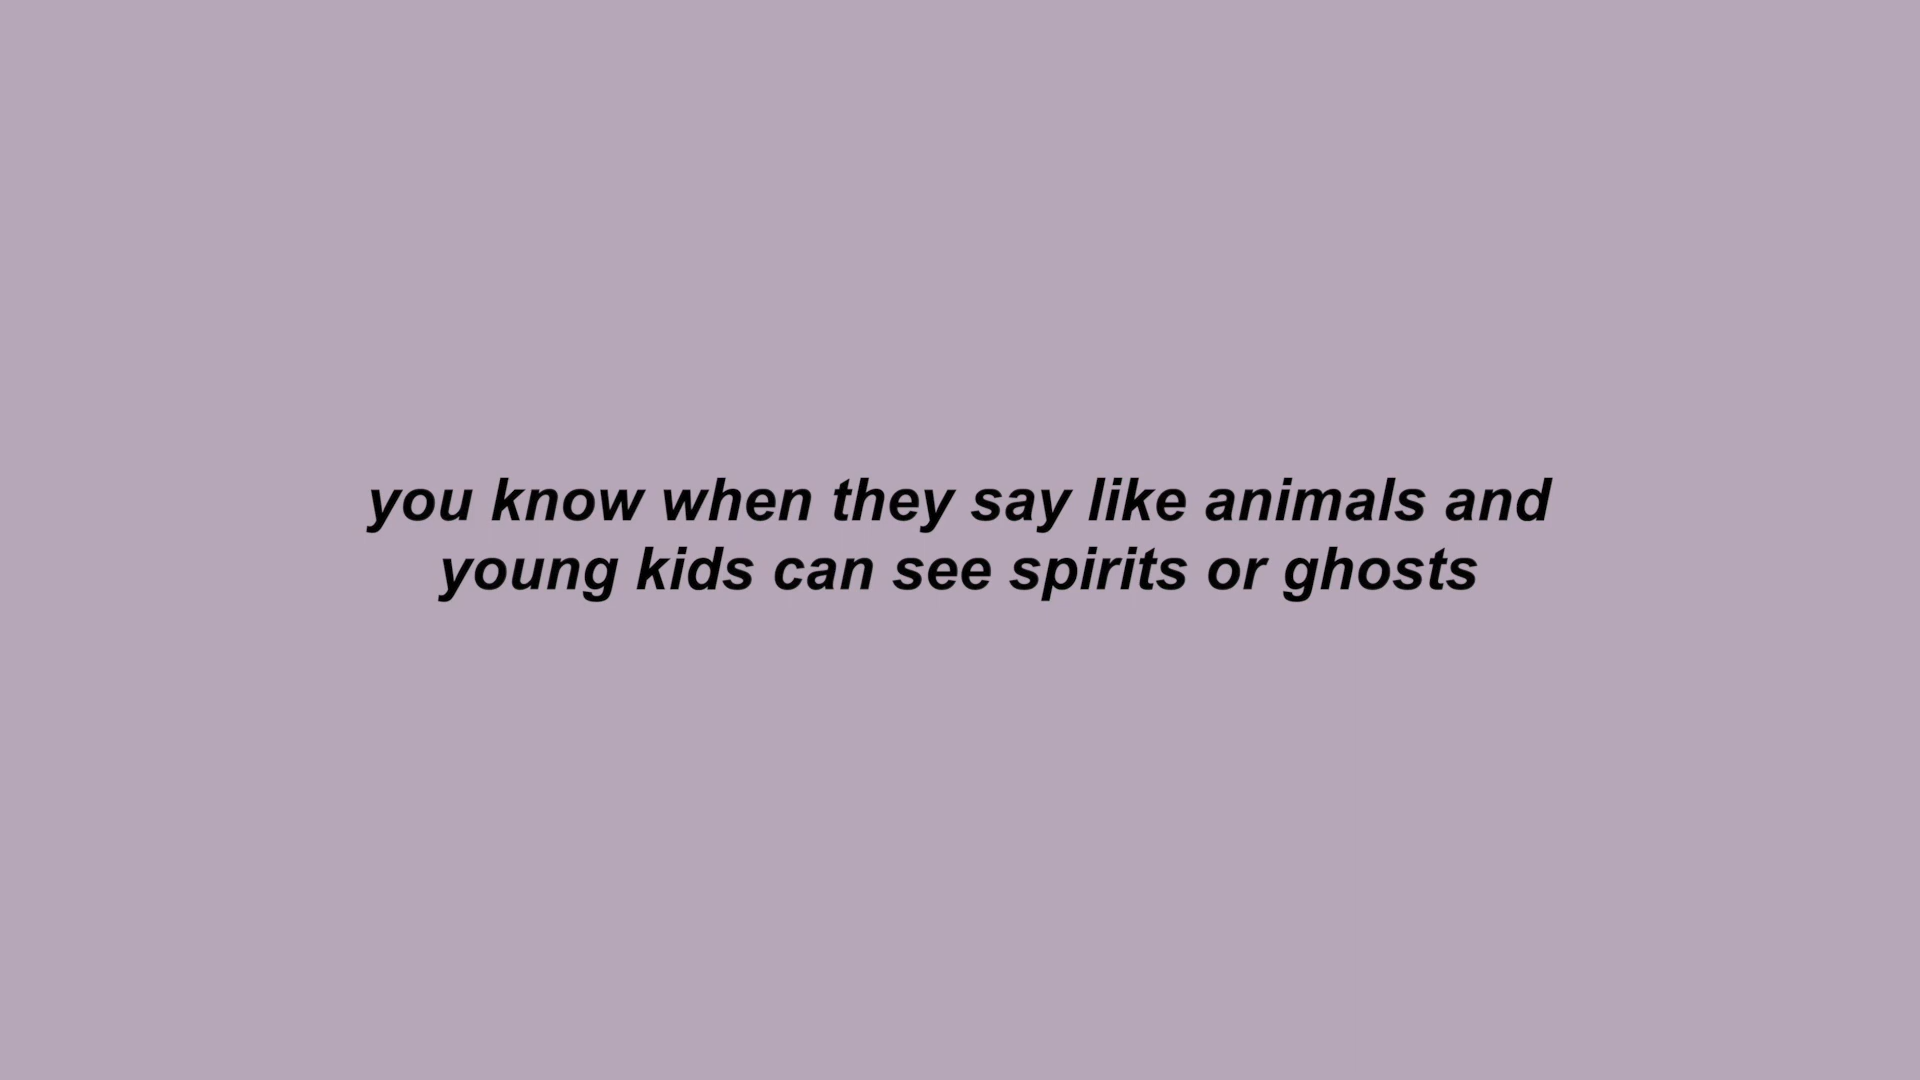 you know when they say like animals and
young kids can see spirits or ghosts